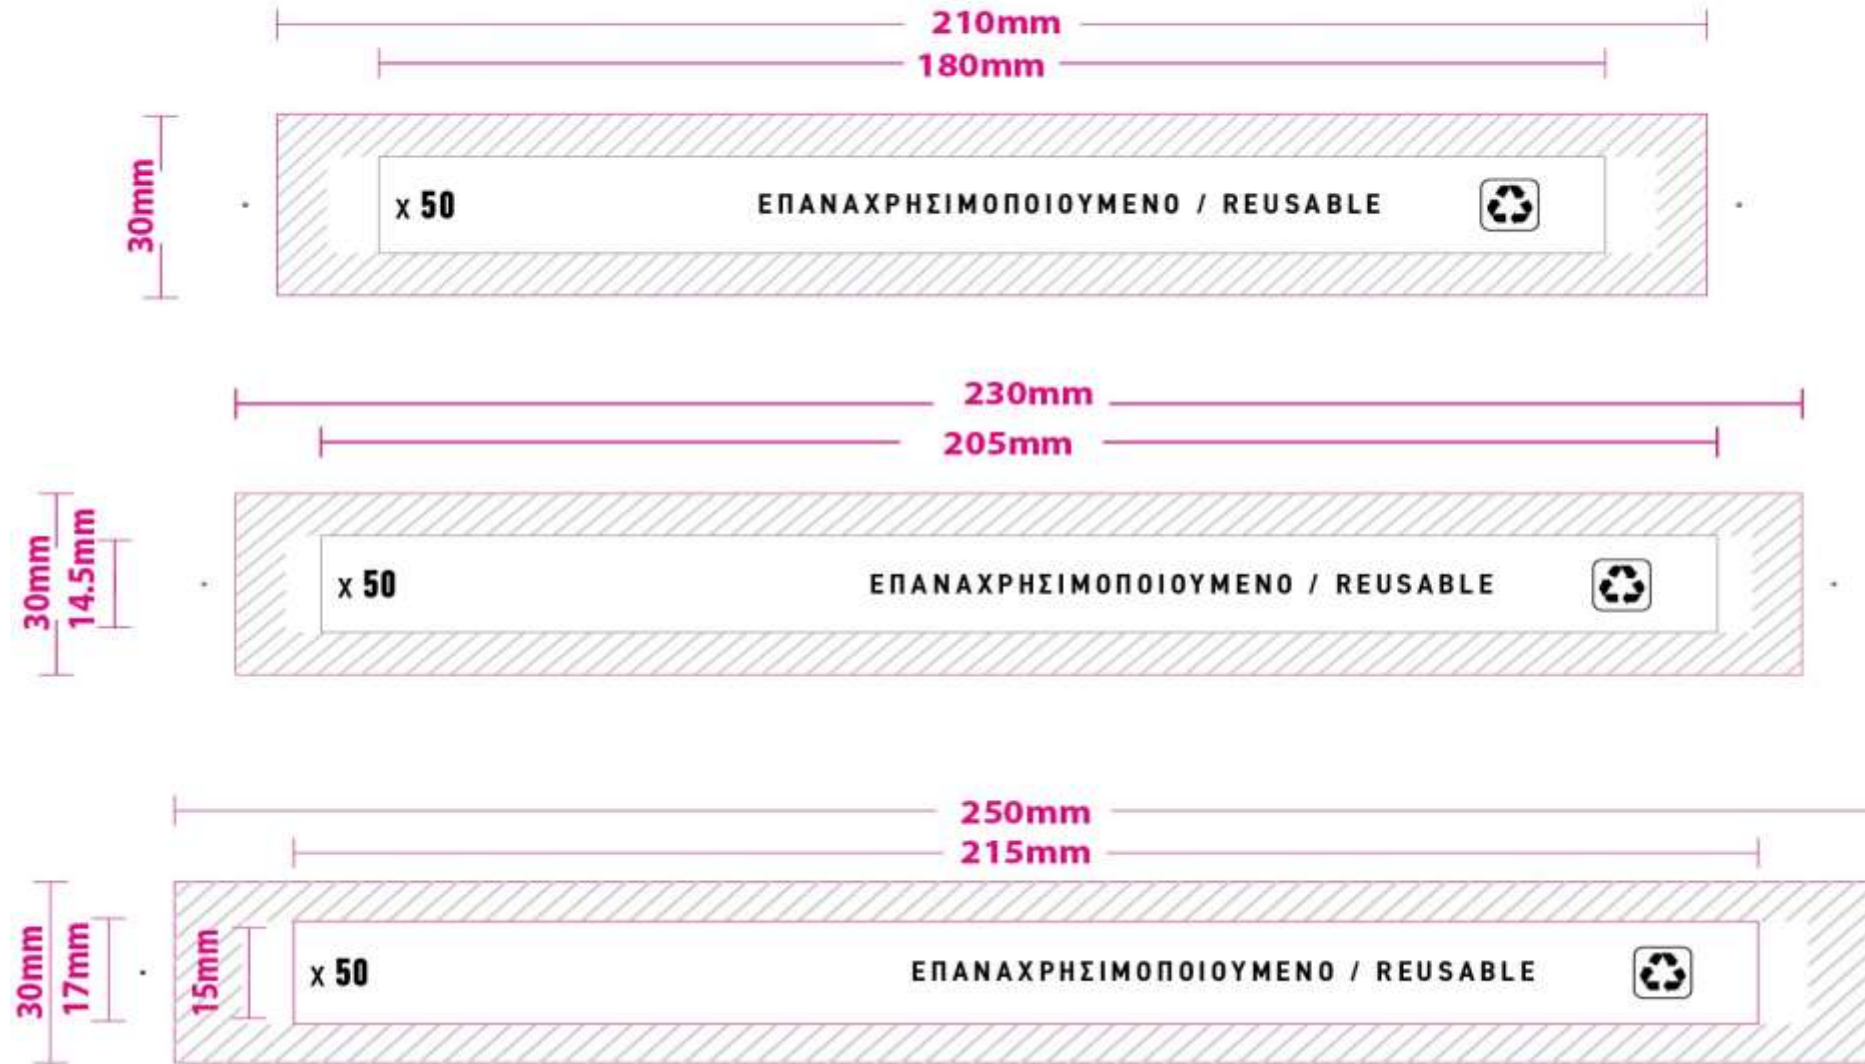 210mm
180mm
30mm
x 50 ΕΠΑΝΑΧΡΗΣΙΜΟΠΟΙΟΥΜΕΝΟ / REUSABLE
230mm
205mm
30mm
14.5mm
x 50 ΕΠΑΝΑΧΡΗΣΙΜΟΠΟΙΟΥΜΕΝΟ / REUSABLE
250mm
215mm
30mm
17mm
15mm
x 50 ΕΠΑΝΑΧΡΗΣΙΜΟΠΟΙΟΥΜΕΝΟ / REUSABLE